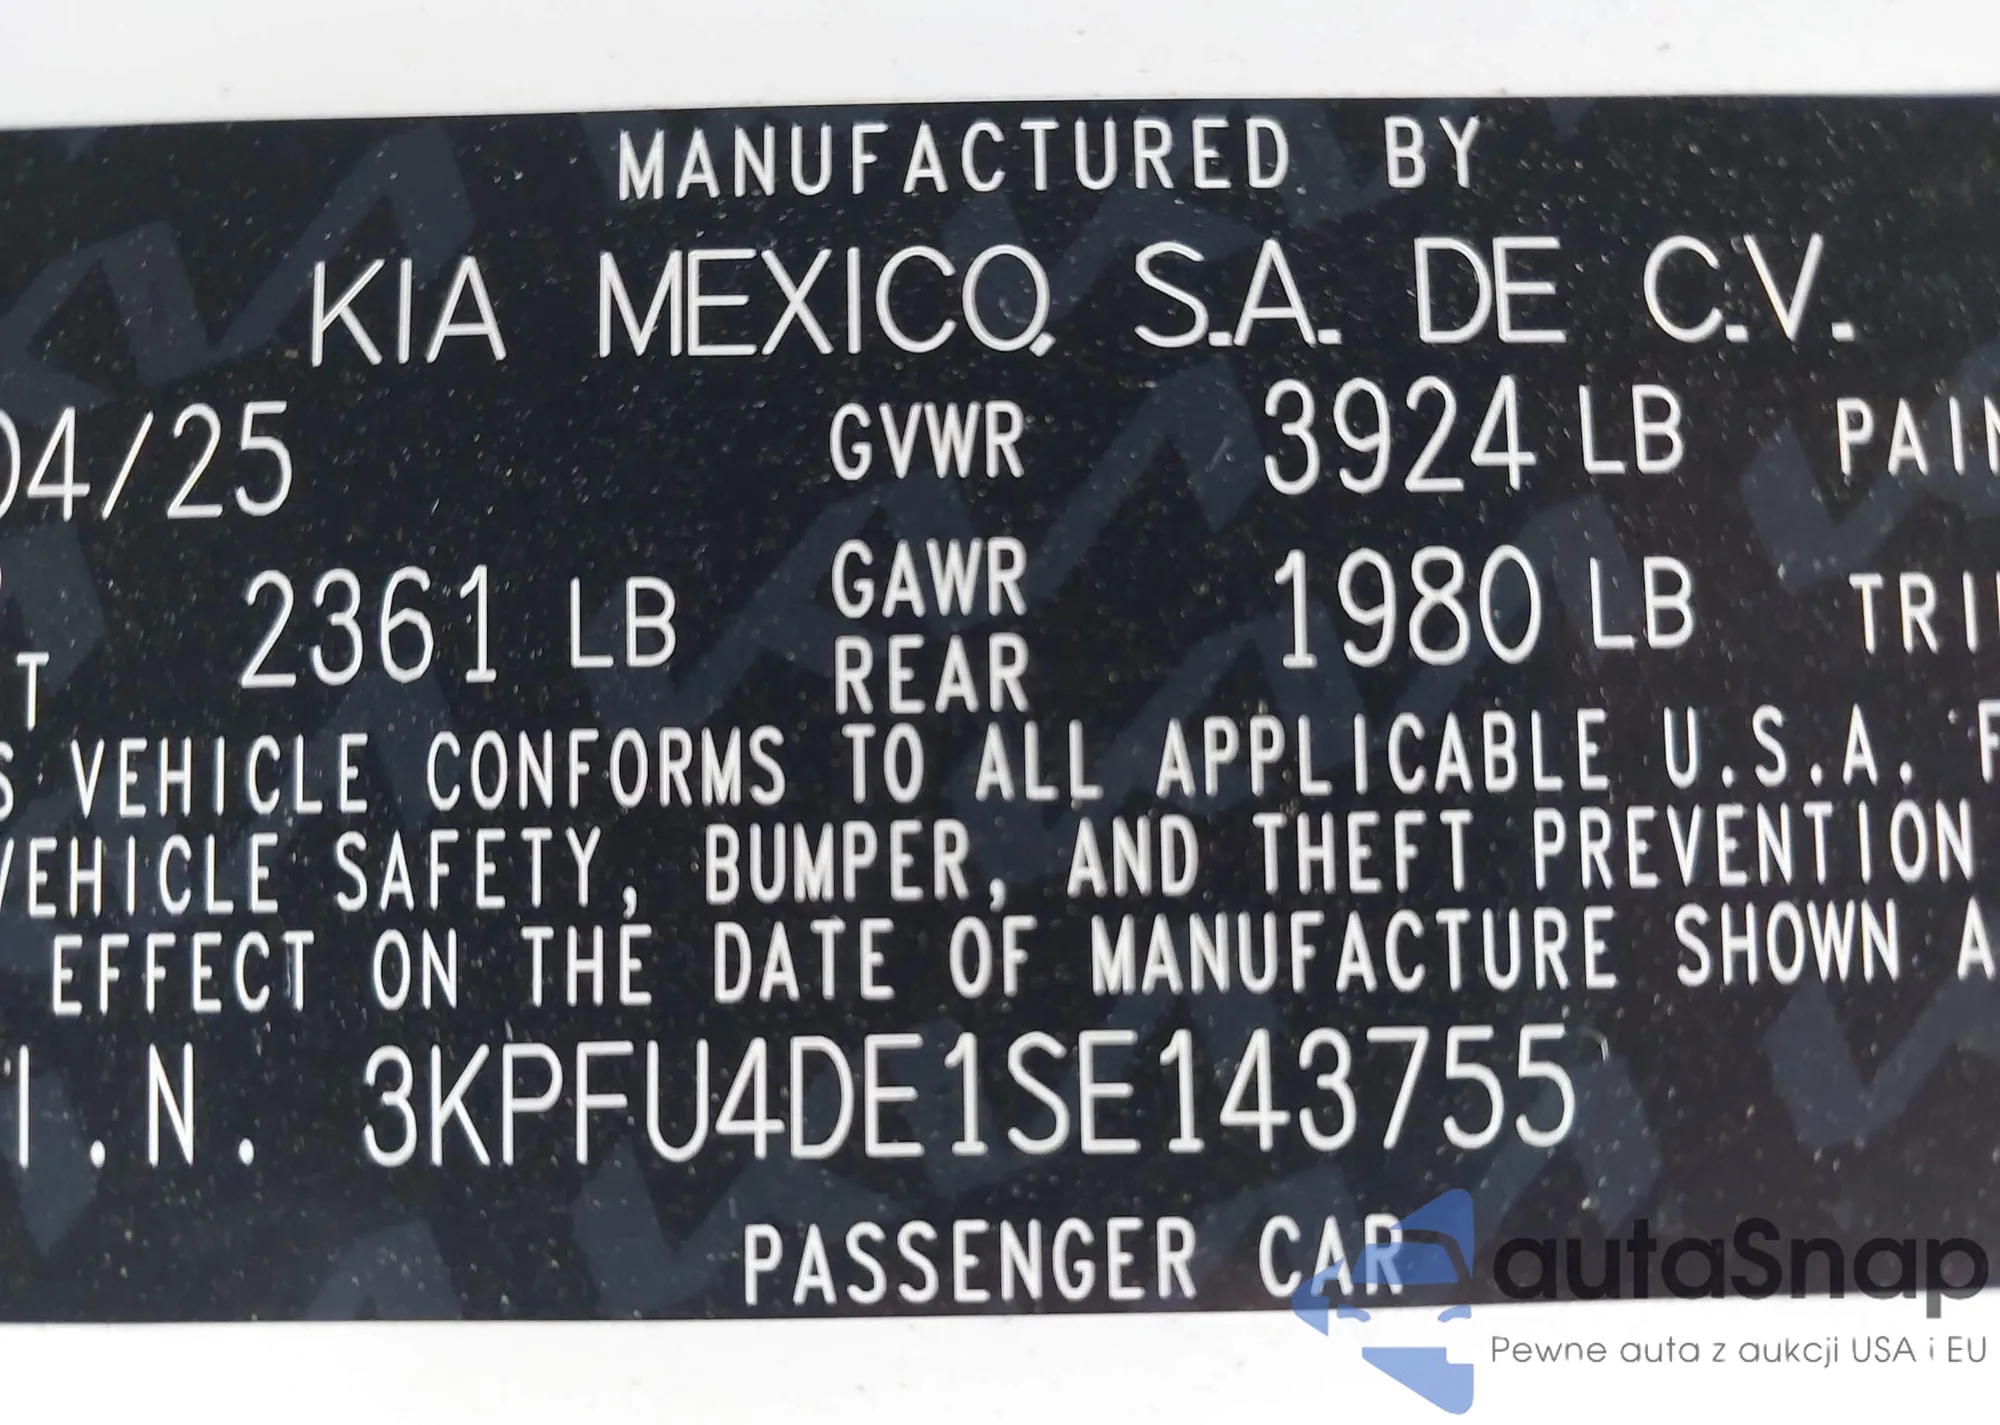 MANUFACTURED BY
KIA MEXICO, S.A. DE C.V.
04/25 GVWR 3924 LB PAIN
T 2361 LB GAWR REAR 1980 LB TRI
S VEHICLE CONFORMS TO ALL APPLICABLE U.S.A. F
VEHICLE SAFETY, BUMPER, AND THEFT PREVENTION
EFFECT ON THE DATE OF MANUFACTURE SHOWN A
I.N. 3KPFU4DE1SE143755
PASSENGER CAR
autaSnap
Pewne auta z aukcji USA i EU